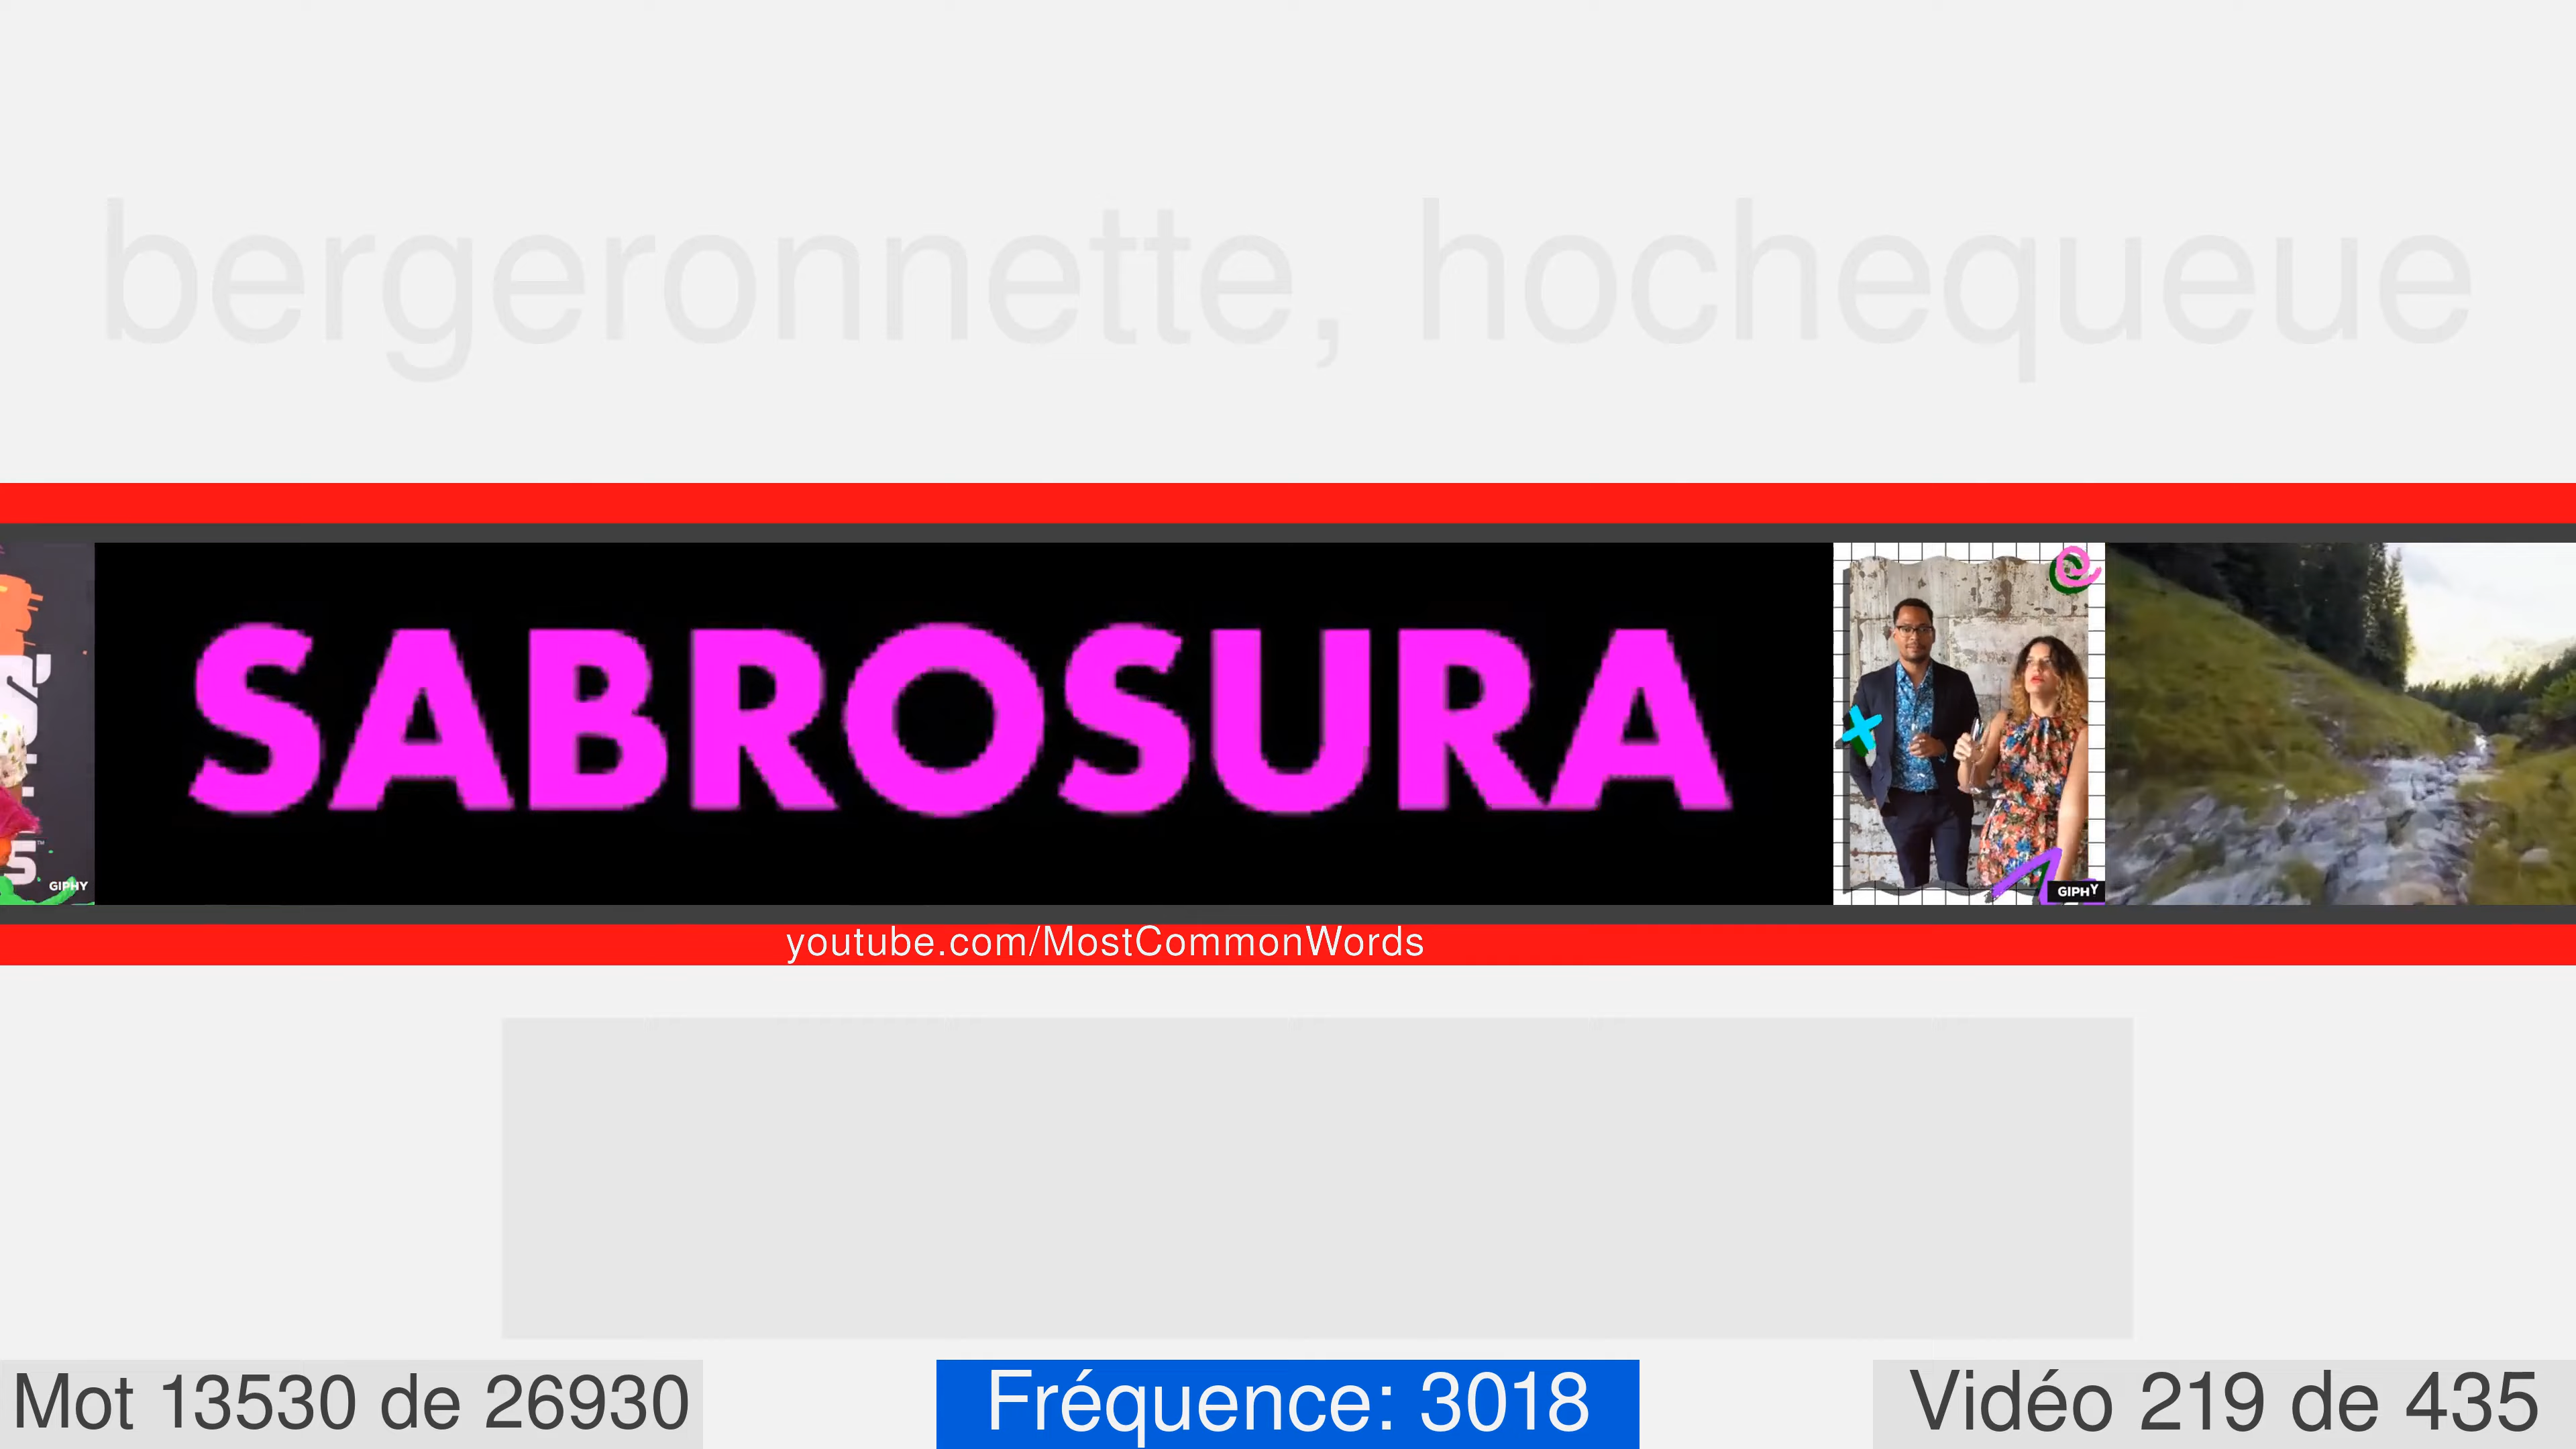 bergeronnette, hochequeue
SABROSURA
GIPHY
GIPHY
youtube.com/MostCommonWords
Mot 13530 de 26930
Fréquence: 3018
Vidéo 219 de 435